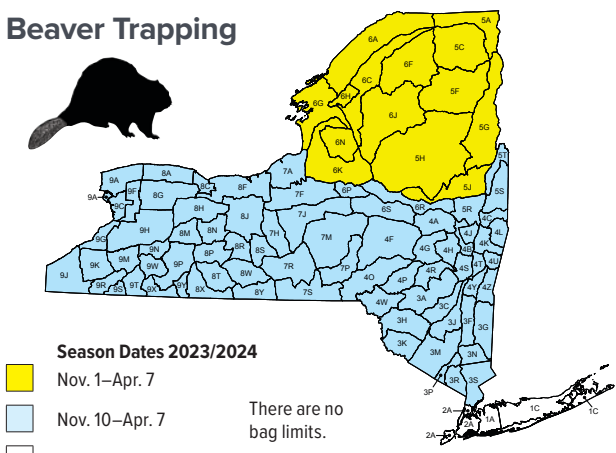 Beaver Trapping
5A
6A
5C
6F
6C
5F
6H
6G
6J
5G
6N
5H
6K
5T
7A
8A
9A
5J
6P
5S
9F
8C
8F
7F
9A
8G
6R
5R
9C
8H
6S
4C
8J
7J
4A
4L
9H
8M
8N
7H
7M
4F
4J
9G
4G
4H
4B
4K
9N
8P
8R
8S
9M
4U
9K
9W
9P
7R
7P
4R
4S
4T
9J
8T
8W
4O
4P
9R
9S
9T
9X
9Y
8X
8Y
7S
4Y
4Z
4W
3A
3C
3H
3J
3F
3G
3K
3M
3N
Season Dates 2023/2024
Nov. 1–Apr. 7
3R
3S
3P
There are no
Nov. 10–Apr. 7
bag limits.
2A
1C
1A
1C
2A
2A